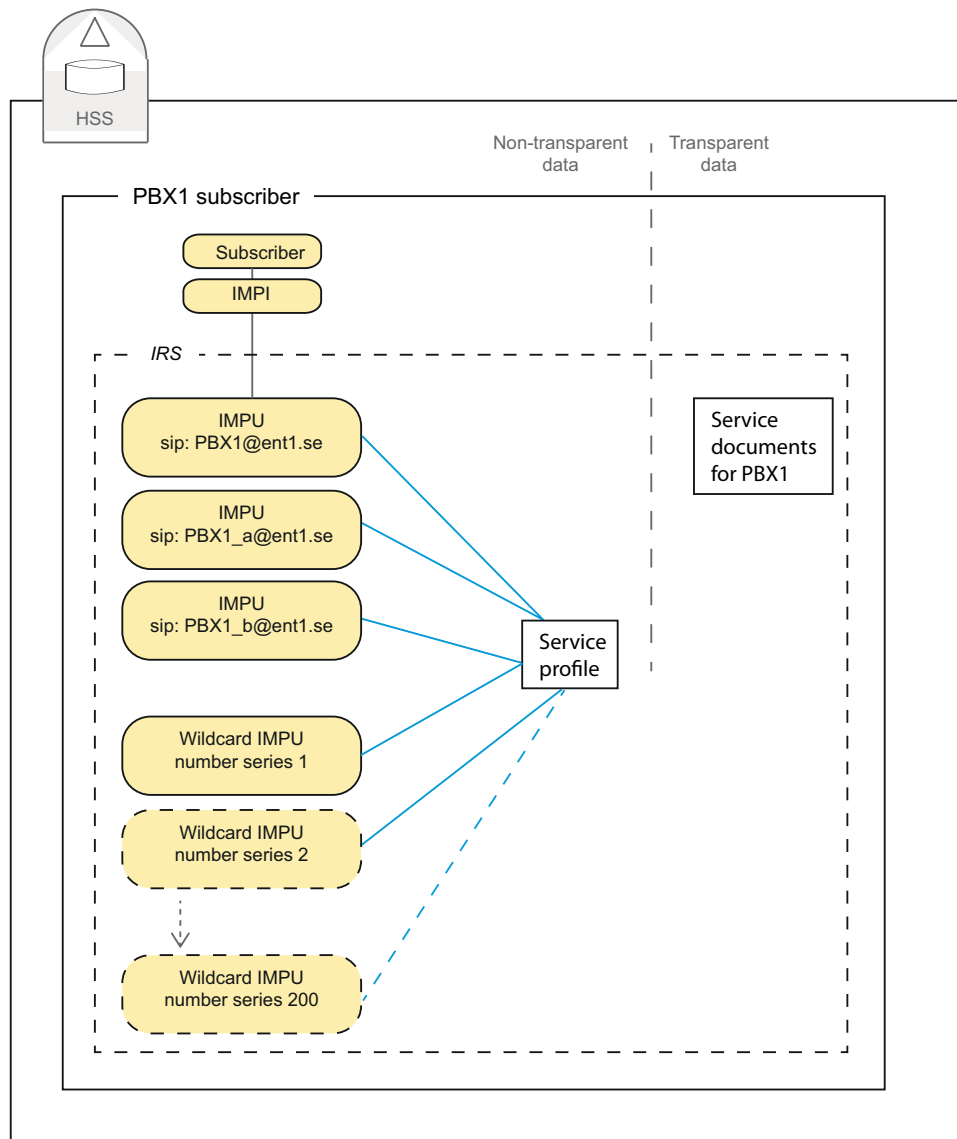 HSS
Non-transparent
data
Transparent
data
PBX1 subscriber
Subscriber
IMPI
IRS
IMPU
sip: PBX1@ent1.se
Service
documents
for PBX1
IMPU
sip: PBX1_a@ent1.se
IMPU
sip: PBX1_b@ent1.se
Service
profile
Wildcard IMPU
number series 1
Wildcard IMPU
number series 2
Wildcard IMPU
number series 200